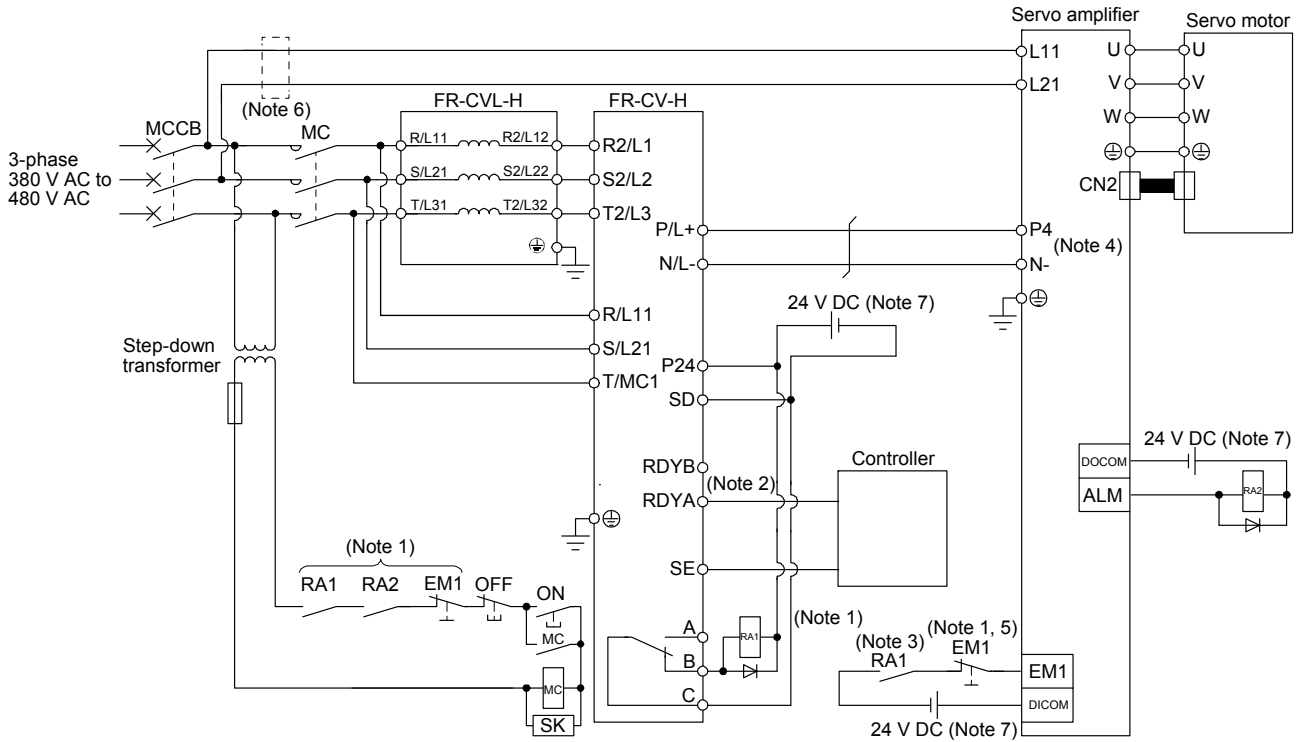 Servo amplifier
Servo motor
L11
U
U
L21
V
V
(Note 6)
FR-CVL-H
FR-CV-H
W
W
MCCB
MC
R/L11
R2/L12
R2/L1
3-phase
380 V AC to
480 V AC
S/L21
S2/L22
S2/L2
CN2
T/L31
T2/L32
T2/L3
P/L+
P4
(Note 4)
N/L-
N-
24 V DC (Note 7)
R/L11
Step-down
transformer
S/L21
P24
T/MC1
SD
24 V DC (Note 7)
RDYB
Controller
DOCOM
(Note 2)
RDYA
ALM
RA2
(Note 1)
SE
RA1
RA2
EM1
OFF
ON
(Note 1)
A
RA1
(Note 3)
(Note 1, 5)
MC
RA1
EM1
B
EM1
MC
C
DICOM
SK
24 V DC (Note 7)